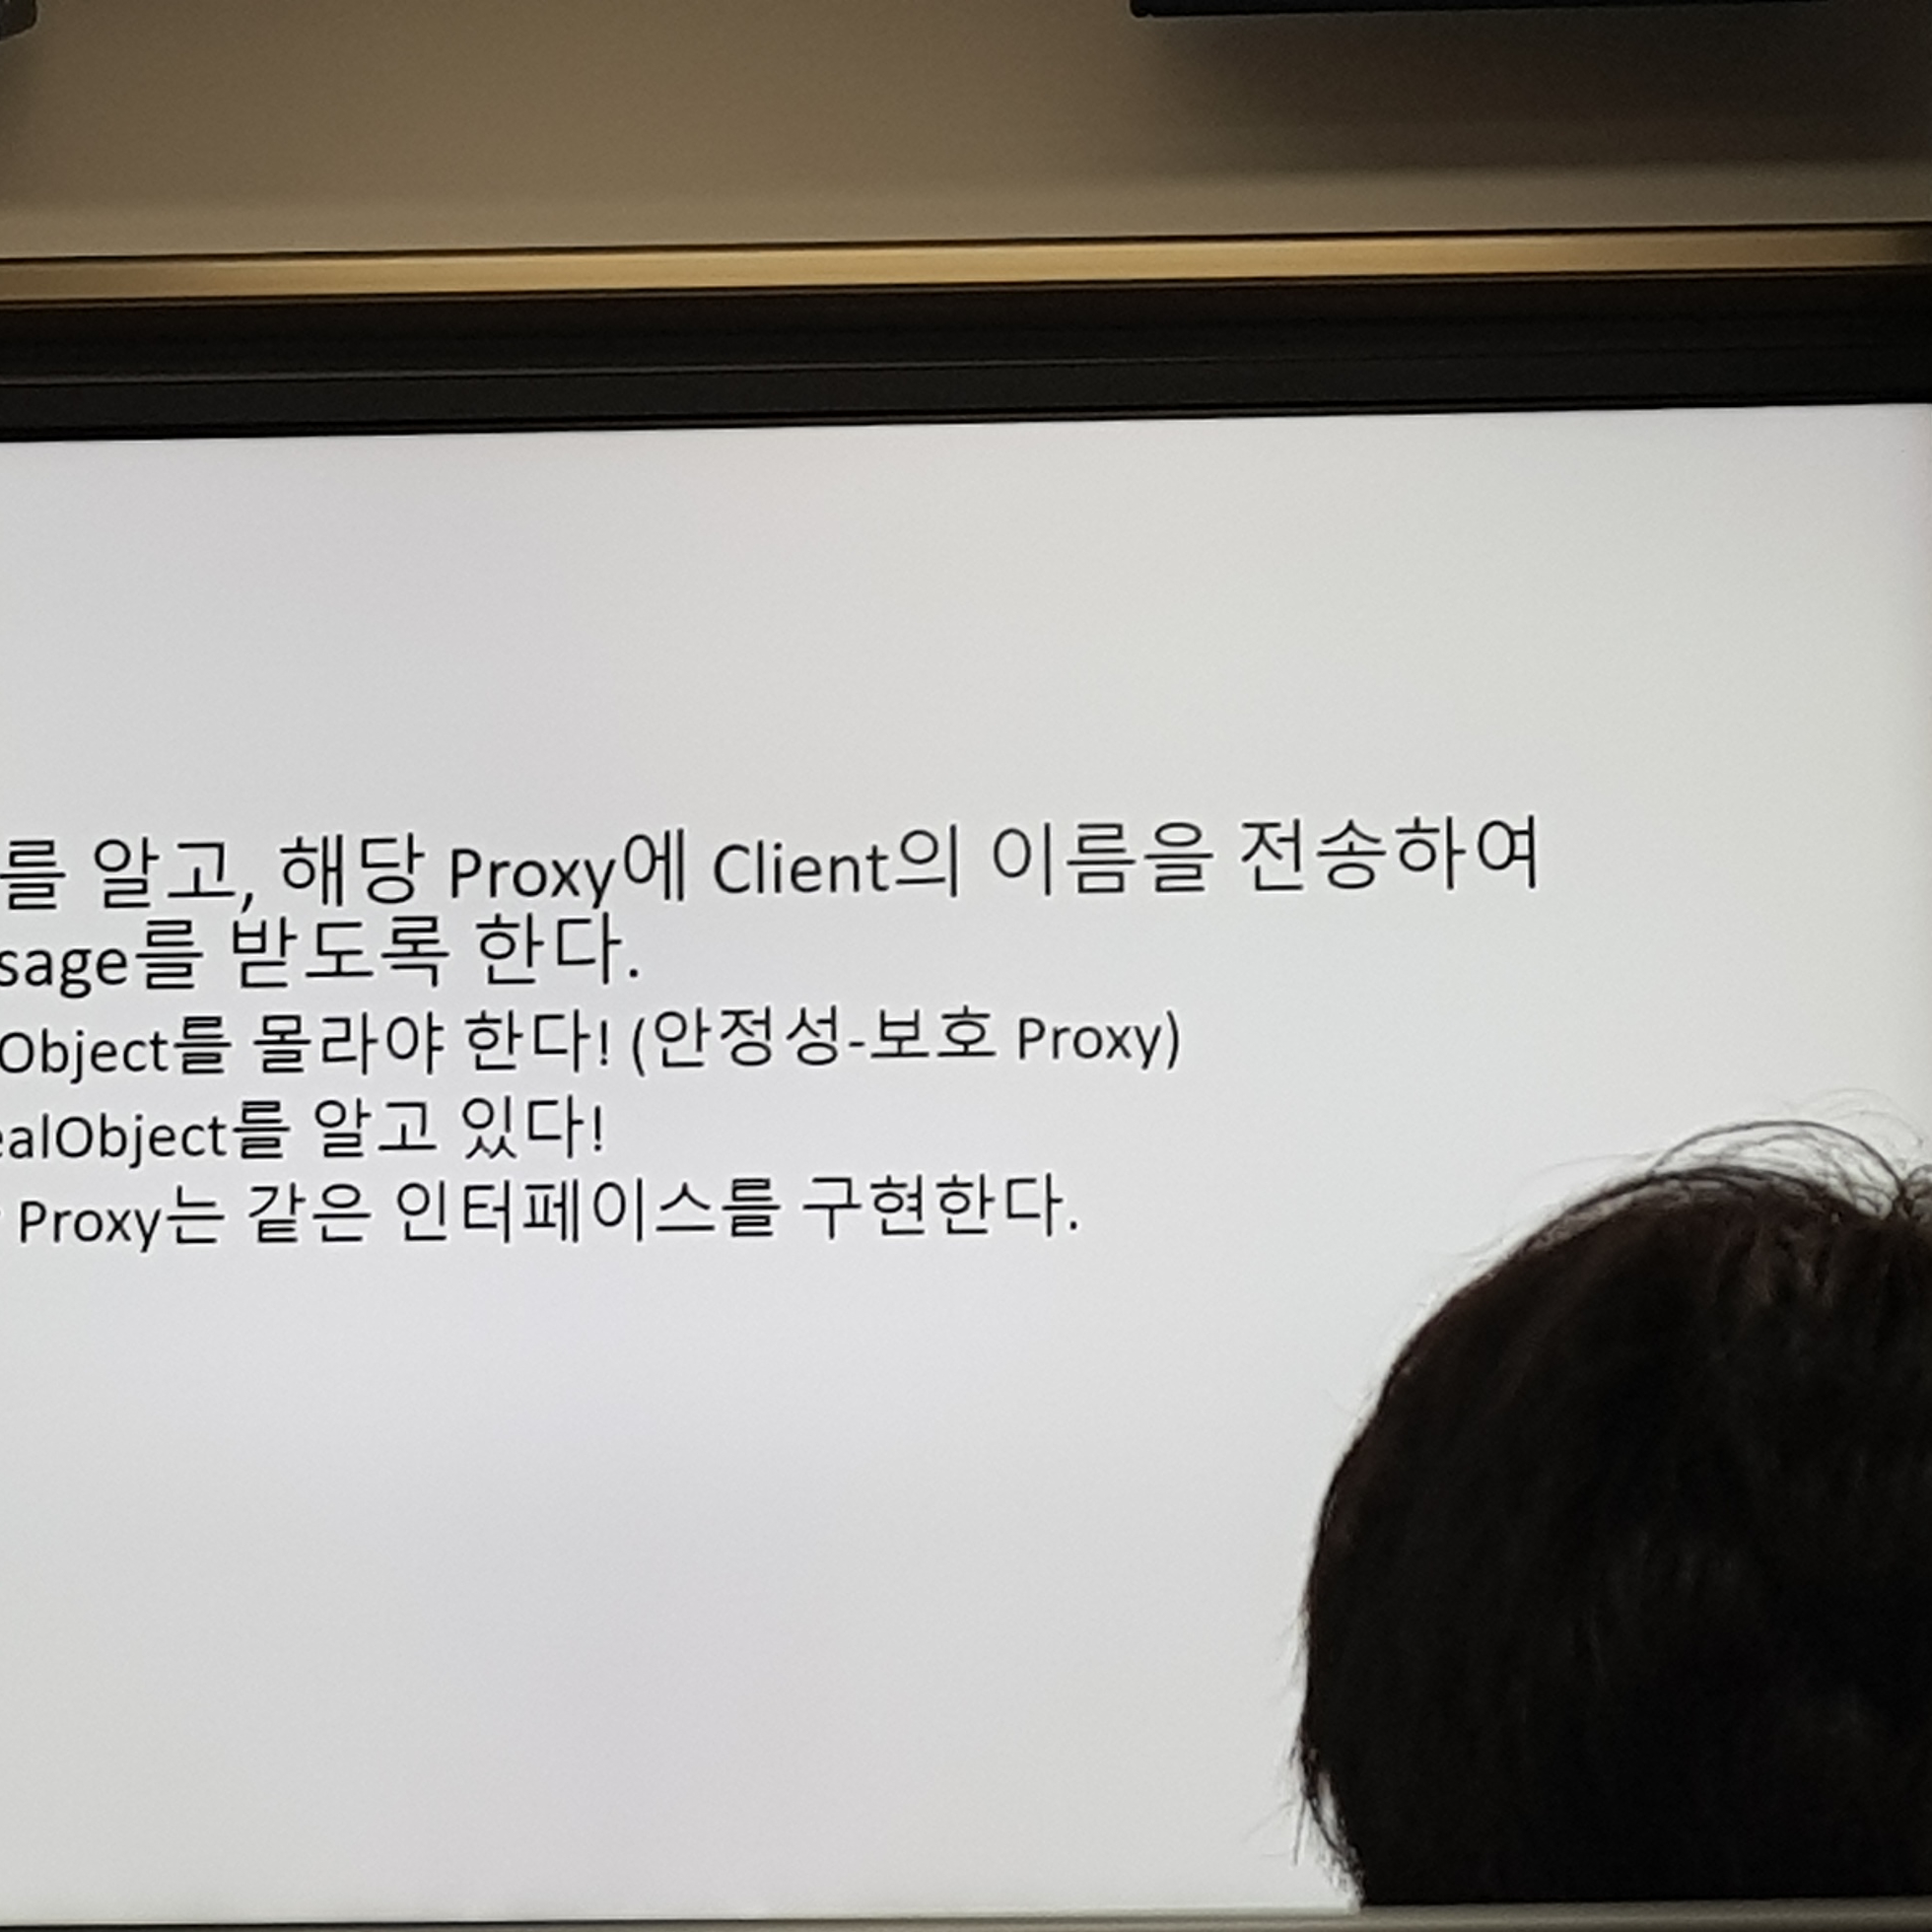 를 알고, 해당 Proxy에 Client의 이름을 전송하여
sage를 받도록 한다.
Object를 몰라야 한다! (안정성-보호 Proxy)
ealObject를 알고 있다!
Proxy는 같은 인터페이스를 구현한다.